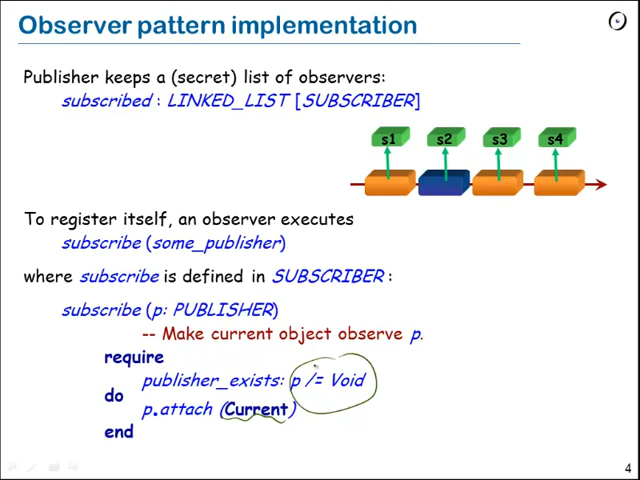 Observer pattern implementation
Publisher keeps a (secret) list of observers:
subscribed : LINKED_LIST [SUBSCRIBER]
s1 s2 s3 s4
To register itself, an observer executes
subscribe (some_publisher)
where subscribe is defined in SUBSCRIBER :
subscribe (p: PUBLISHER)
-- Make current object observe p.
require
publisher_exists: p /= Void
do
p.attach (Current)
end
4